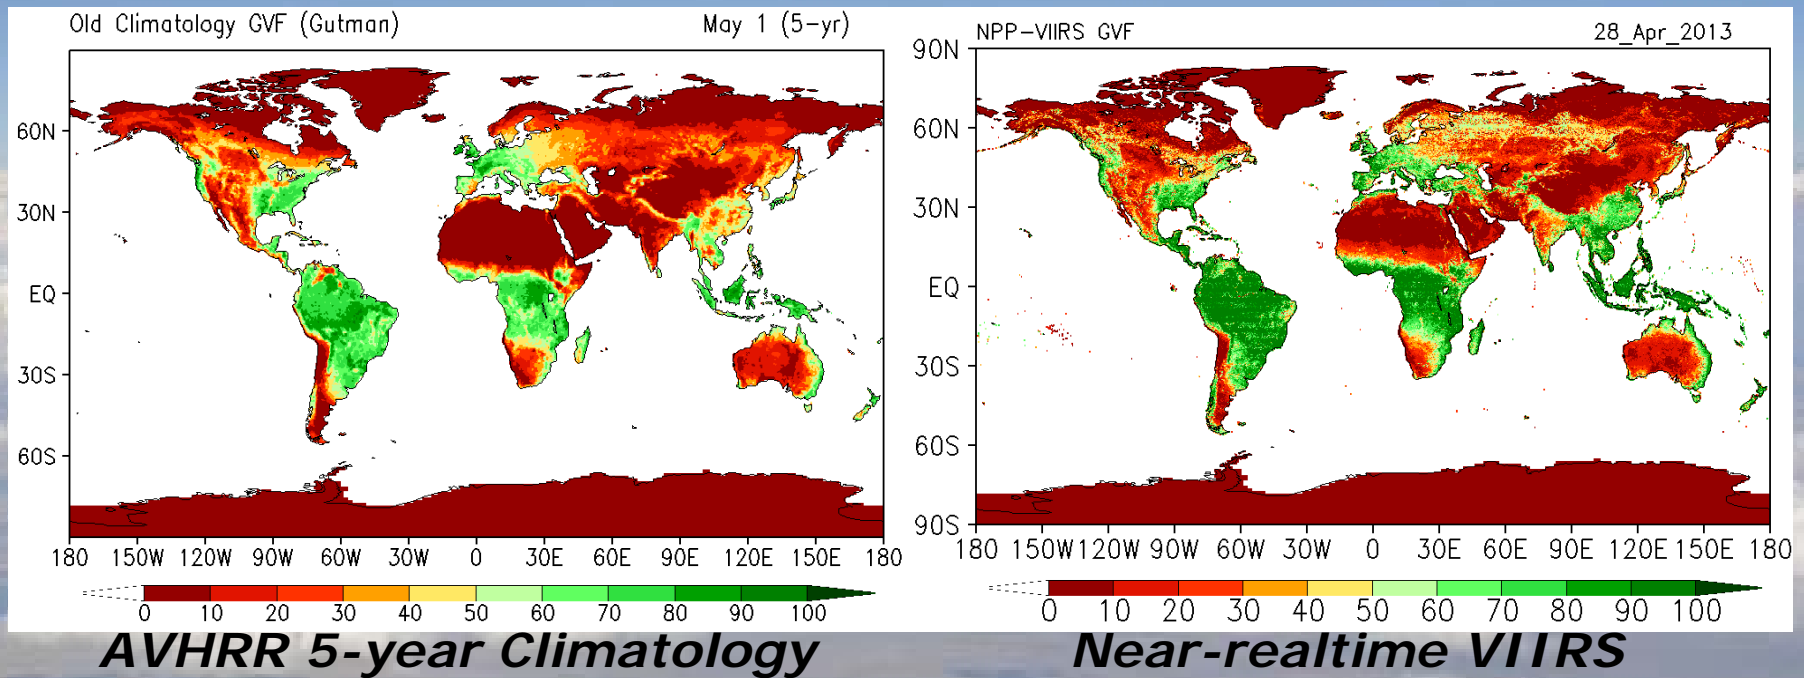 Old Climatology GVF (Gutman) May 1 (5-yr)
60N
30N
EQ
30S
60S
180 150W 120W 90W 60W 30W 0 30E 60E 90E 120E 150E 180
0 10 20 30 40 50 60 70 80 90 100
AVHRR 5-year Climatology
NPP-VIIRS GVF 28_Apr_2013
90N
60N
30N
EQ
30S
60S
90S
180 150W 120W 90W 60W 30W 0 30E 60E 90E 120E 150E 180
0 10 20 30 40 50 60 70 80 90 100
Near-realtime VIIRS